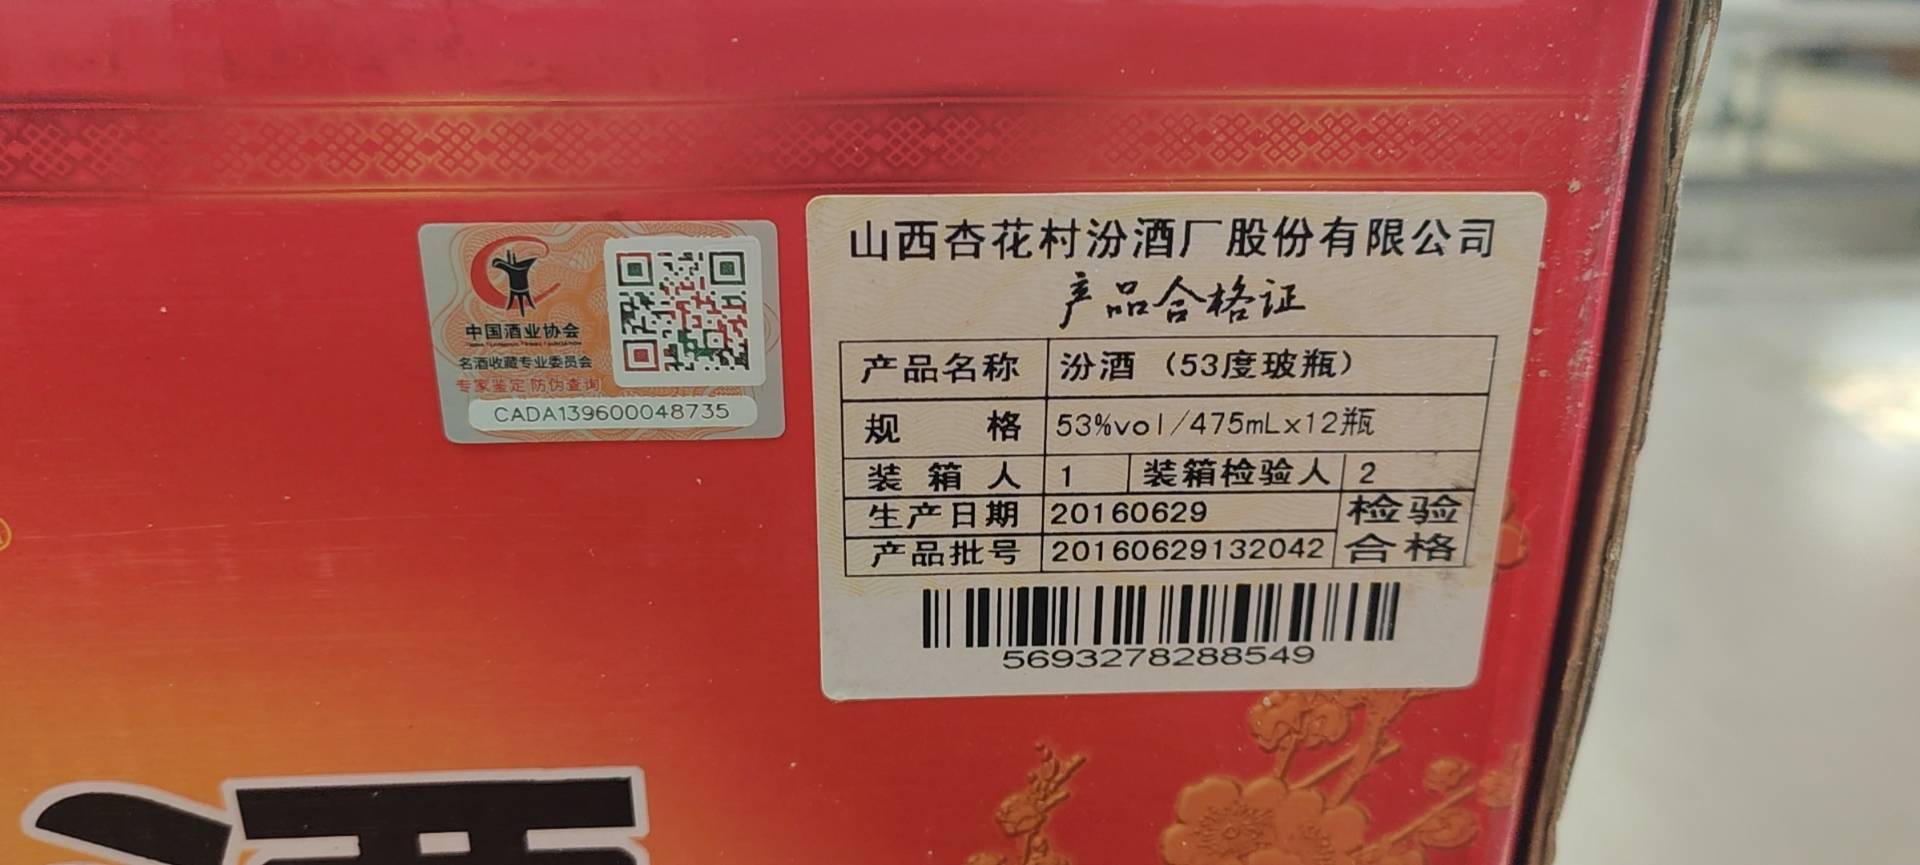 中国酒业协会
名酒收藏专业委员会
专家鉴定 防伪查询
CADA139600048735
山西杏花村汾酒厂股份有限公司
产品合格证
产品名称 汾酒（53度玻瓶）
规 格 53%vol/475mLx12瓶
装 箱 人 1 装箱检验人 2
生产日期 20160629 检验
产品批号 20160629132042 合格
5693278288549
酒